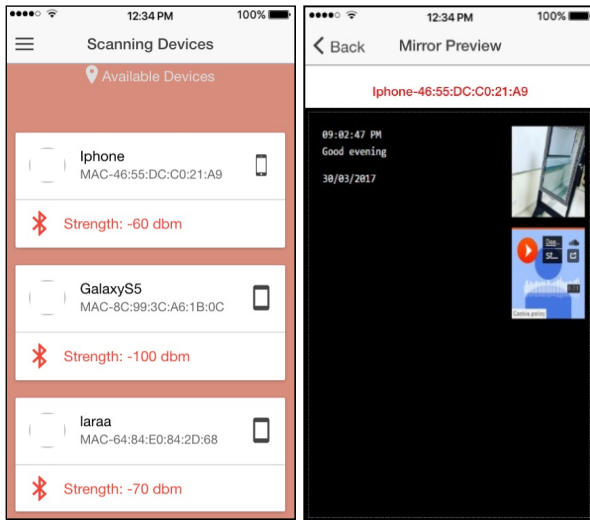 12:34 PM
100%
Scanning Devices
Available Devices
Iphone
MAC-46:55:DC:C0:21:A9
Strength: -60 dbm
GalaxyS5
MAC-8C:99:3C:A6:1B:0C
Strength: -100 dbm
laraa
MAC-64:84:E0:84:2D:68
Strength: -70 dbm
12:34 PM
100%
Back
Mirror Preview
Iphone-46:55:DC:C0:21:A9
09:02:47 PM
Good evening
30/03/2017
Cookie policy